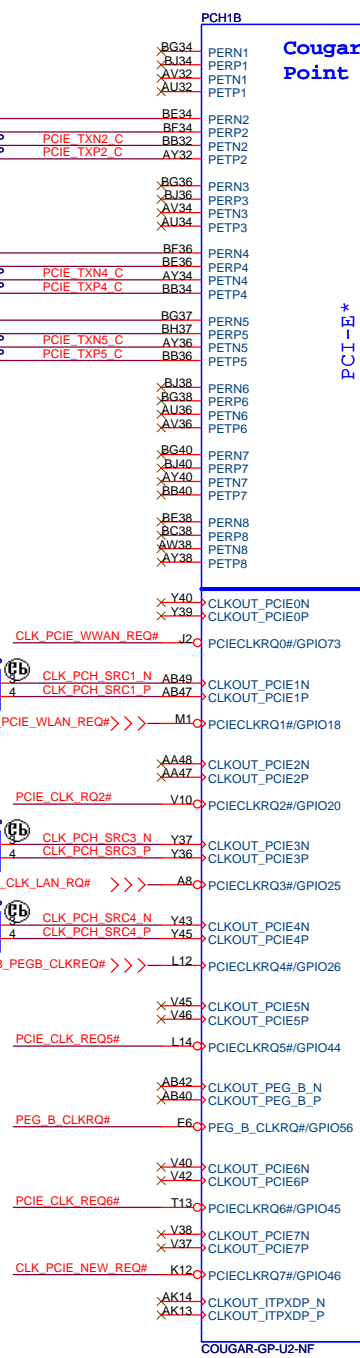 PCH1B
Cougar
Point
BG34 PERN1
BJ34 PERP1
AV32 PETN1
AU32 PETP1
BE34 PERN2
BF34 PERP2
PCIE_TXN2_C BB32 PETN2
PCIE_TXP2_C AY32 PETP2
BG36 PERN3
BJ36 PERP3
AV34 PETN3
AU34 PETP3
BF36 PERN4
BE36 PERP4
PCIE_TXN4_C AY34 PETN4
PCIE_TXP4_C BB34 PETP4
PCI-E*
BG37 PERN5
BH37 PERP5
PCIE_TXN5_C AY36 PETN5
PCIE_TXP5_C BB36 PETP5
BJ38 PERN6
BG38 PERP6
AU36 PETN6
AV36 PETP6
BG40 PERN7
BJ40 PERP7
AY40 PETN7
BB40 PETP7
BE38 PERN8
BC38 PERP8
AW38 PETN8
AY38 PETP8
Y40 CLKOUT_PCIE0N
Y39 CLKOUT_PCIE0P
CLK_PCIE_WWAN_REQ# J2 PCIECLKRQ0#/GPIO73
3 CLK_PCH_SRC1_N AB49 CLKOUT_PCIE1N
4 CLK_PCH_SRC1_P AB47 CLKOUT_PCIE1P
PCIE_WLAN_REQ# M1 PCIECLKRQ1#/GPIO18
AA48 CLKOUT_PCIE2N
AA47 CLKOUT_PCIE2P
PCIE_CLK_RQ2# V10 PCIECLKRQ2#/GPIO20
3 CLK_PCH_SRC3_N Y37 CLKOUT_PCIE3N
4 CLK_PCH_SRC3_P Y36 CLKOUT_PCIE3P
_CLK_LAN_RQ# A8 PCIECLKRQ3#/GPIO25
3 CLK_PCH_SRC4_N Y43 CLKOUT_PCIE4N
4 CLK_PCH_SRC4_P Y45 CLKOUT_PCIE4P
_PEGB_CLKREQ# L12 PCIECLKRQ4#/GPIO26
V45 CLKOUT_PCIE5N
V46 CLKOUT_PCIE5P
PCIE_CLK_REQ5# L14 PCIECLKRQ5#/GPIO44
AB42 CLKOUT_PEG_B_N
AB40 CLKOUT_PEG_B_P
PEG_B_CLKRQ# E6 PEG_B_CLKRQ#/GPIO56
V40 CLKOUT_PCIE6N
V42 CLKOUT_PCIE6P
PCIE_CLK_REQ6# T13 PCIECLKRQ6#/GPIO45
V38 CLKOUT_PCIE7N
V37 CLKOUT_PCIE7P
CLK_PCIE_NEW_REQ# K12 PCIECLKRQ7#/GPIO46
AK14 CLKOUT_ITPXDP_N
AK13 CLKOUT_ITPXDP_P
COUGAR-GP-U2-NF